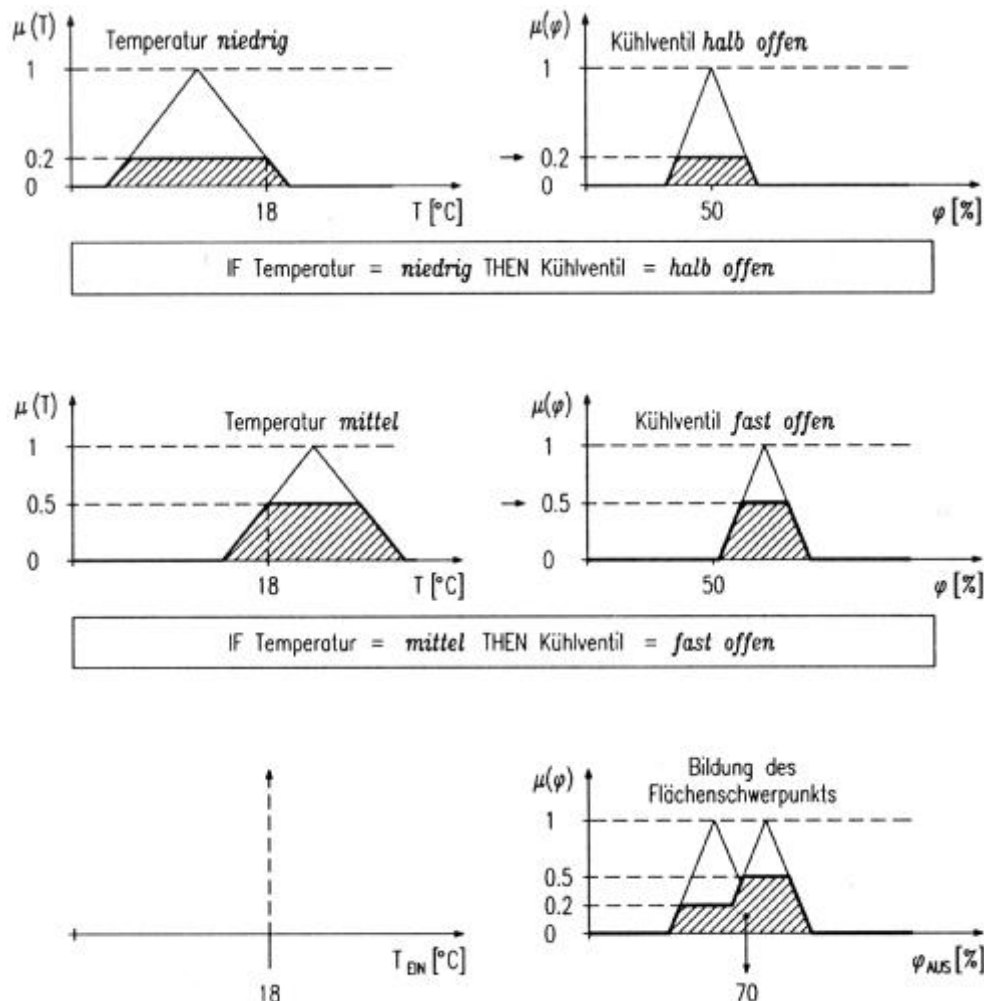 μ(T)
Temperatur niedrig
1
0.2
0
18
T [°C]
μ(φ)
Kühlventil halb offen
1
0.2
0
50
φ [%]
IF Temperatur = niedrig THEN Kühlventil = halb offen
μ(T)
Temperatur mittel
1
0.5
0
18
T [°C]
μ(φ)
Kühlventil fast offen
1
0.5
0
50
φ [%]
IF Temperatur = mittel THEN Kühlventil = fast offen
T EIN [°C]
18
μ(φ)
Bildung des
Flächenschwerpunkts
1
0.5
0.2
0
φ AUS [%]
70